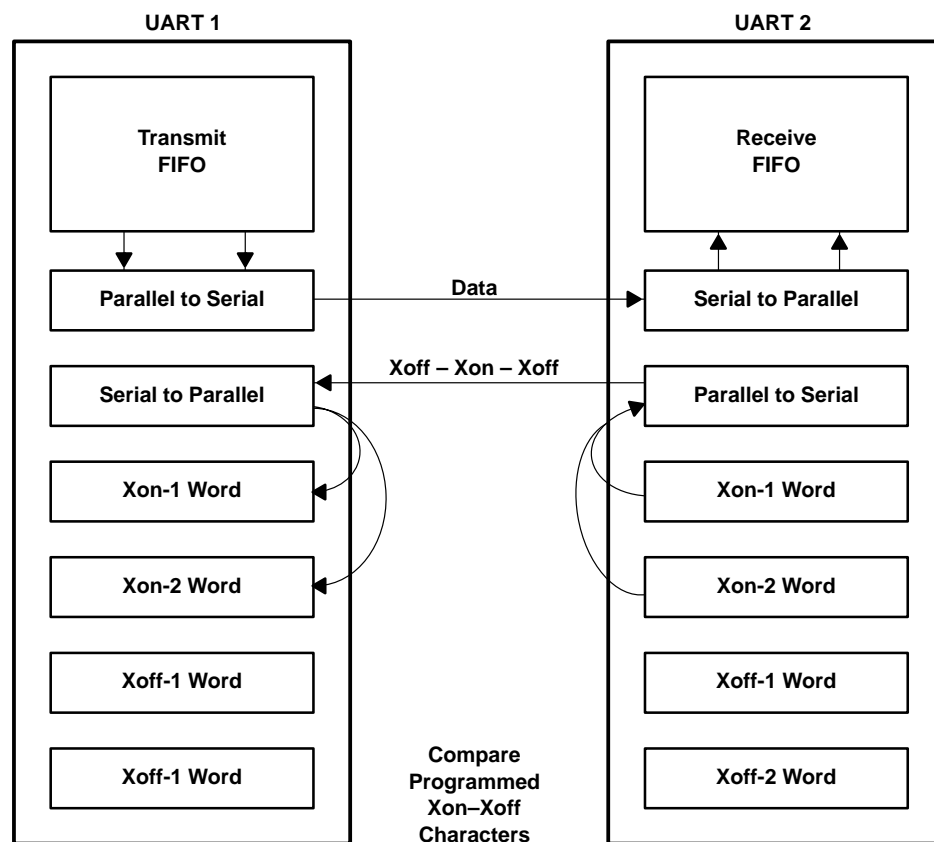 UART 1
UART 2
Transmit
FIFO
Receive
FIFO
Parallel to Serial
Data
Serial to Parallel
Serial to Parallel
Xoff – Xon – Xoff
Parallel to Serial
Xon-1 Word
Xon-1 Word
Xon-2 Word
Xon-2 Word
Xoff-1 Word
Xoff-1 Word
Xoff-1 Word
Compare
Programmed
Xon–Xoff
Characters
Xoff-2 Word